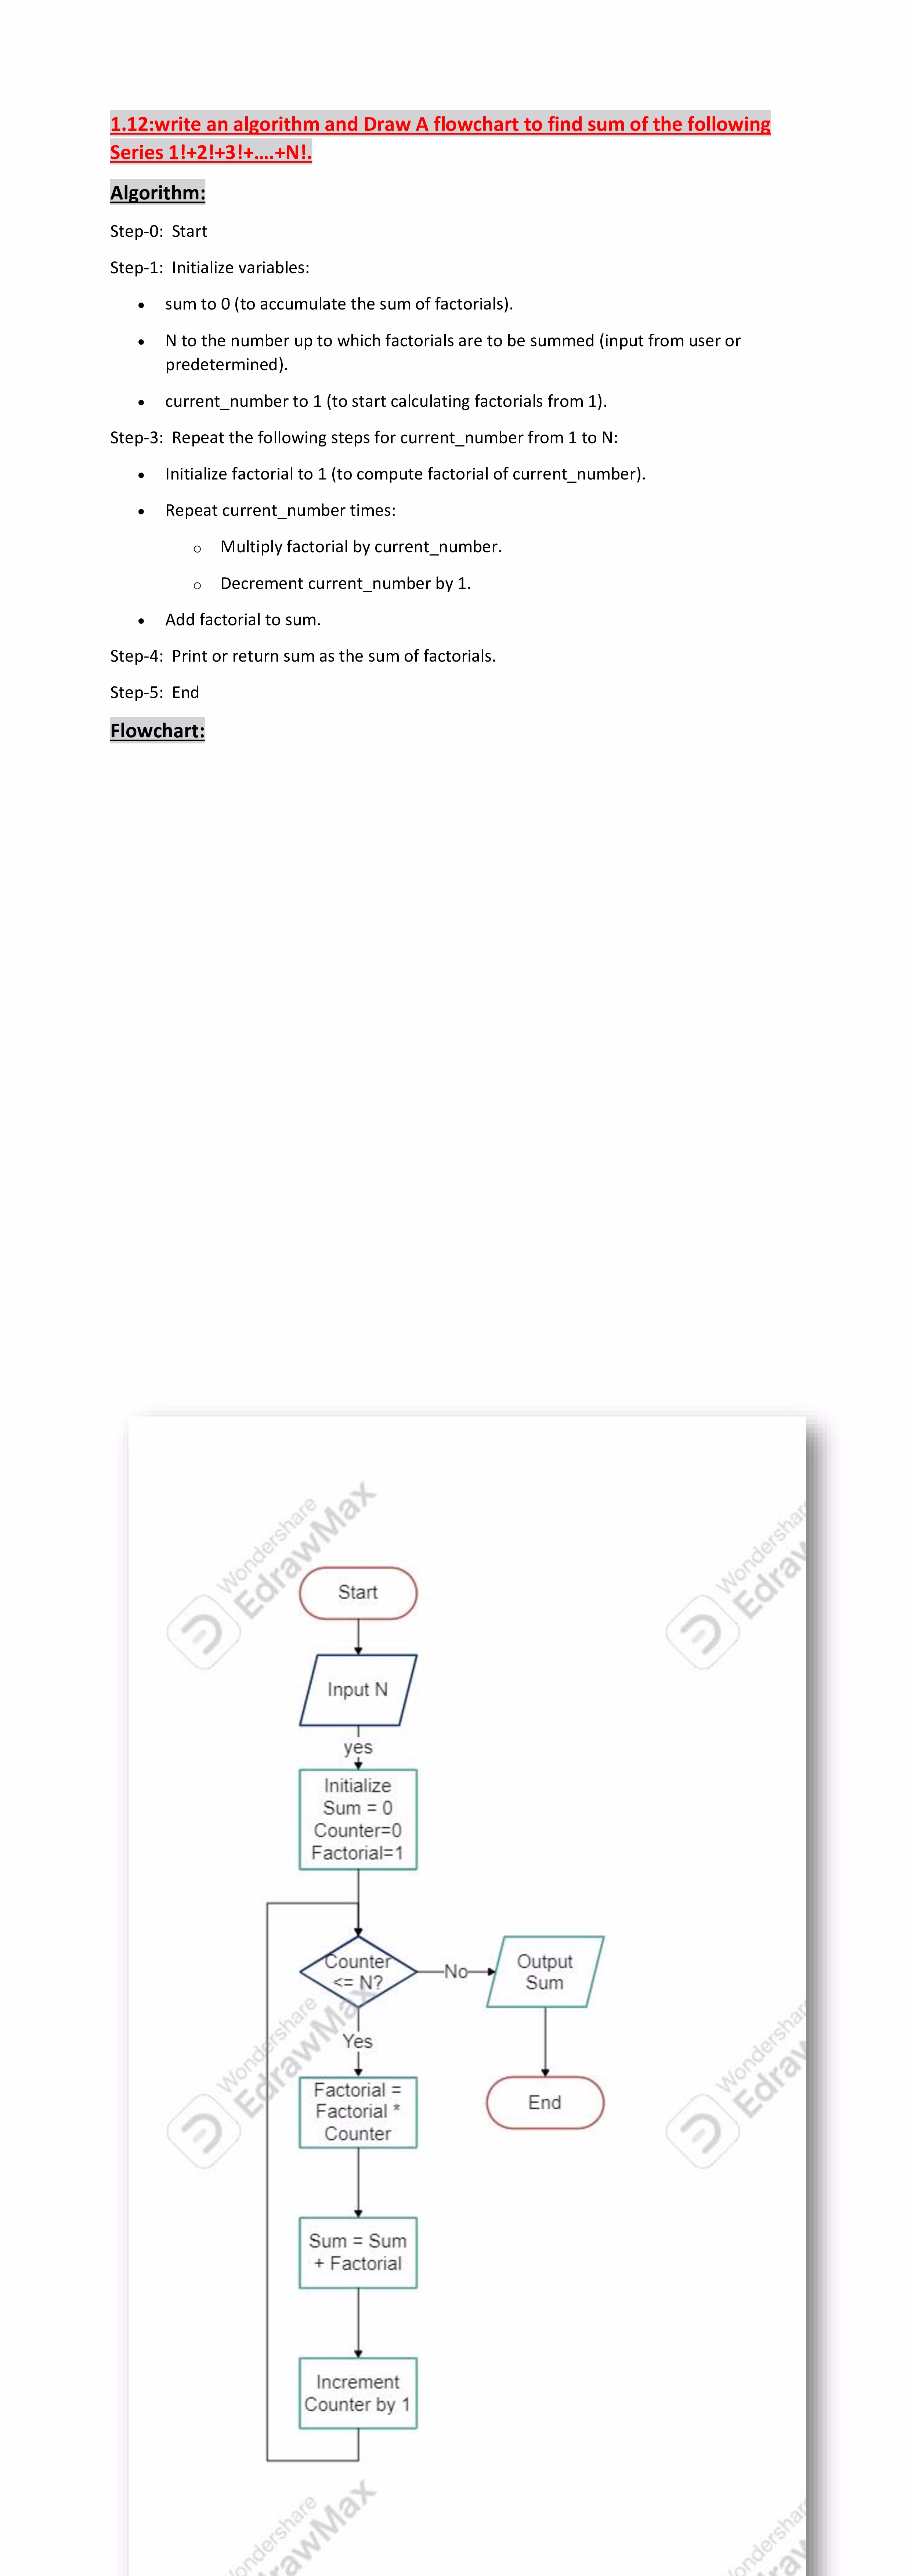 1.12:write an algorithm and Draw A flowchart to find sum of the following
Series 1!+2!+3!+....+N!.
Algorithm:
Step-0: Start
Step-1: Initialize variables:
• sum to 0 (to accumulate the sum of factorials).
• N to the number up to which factorials are to be summed (input from user or
predetermined).
• current_number to 1 (to start calculating factorials from 1).
Step-3: Repeat the following steps for current_number from 1 to N:
• Initialize factorial to 1 (to compute factorial of current_number).
• Repeat current_number times:
o Multiply factorial by current_number.
o Decrement current_number by 1.
• Add factorial to sum.
Step-4: Print or return sum as the sum of factorials.
Step-5: End
Flowchart:
Wondershare
EdrawMax
Wondershar
Edraw
Start
Input N
yes
Initialize
Sum = 0
Counter=0
Factorial=1
Counter
<= N?
No
Output
Sum
Yes
Wondershare
EdrawMax
Wondershar
Edraw
Factorial =
Factorial *
Counter
End
Sum = Sum
+ Factorial
Increment
Counter by 1
ondershare
rawMax
ondershar
raw